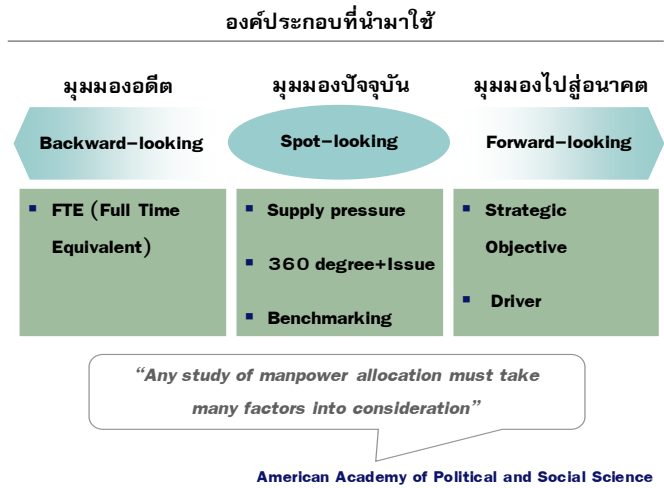 องค์ประกอบที่นำมาใช้
มุมมองอดีต
มุมมองปัจจุบัน
มุมมองไปสู่อนาคต
Backward-looking
Spot-looking
Forward-looking
▪ FTE (Full Time
Equivalent)
▪ Supply pressure
▪ 360 degree+Issue
▪ Benchmarking
▪ Strategic
Objective
▪ Driver
“Any study of manpower allocation must take
many factors into consideration”
American Academy of Political and Social Science